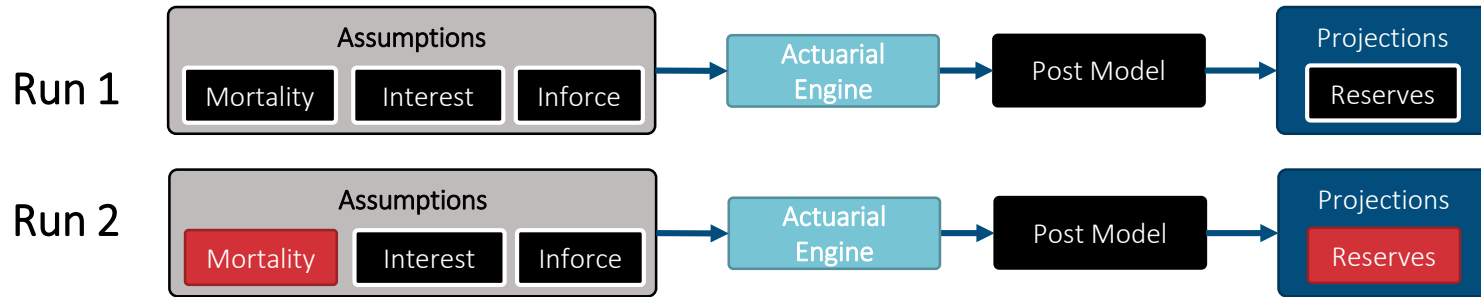 Run 1
Assumptions
Mortality
Interest
Inforce
Actuarial
Engine
Post Model
Projections
Reserves
Run 2
Assumptions
Mortality
Interest
Inforce
Actuarial
Engine
Post Model
Projections
Reserves